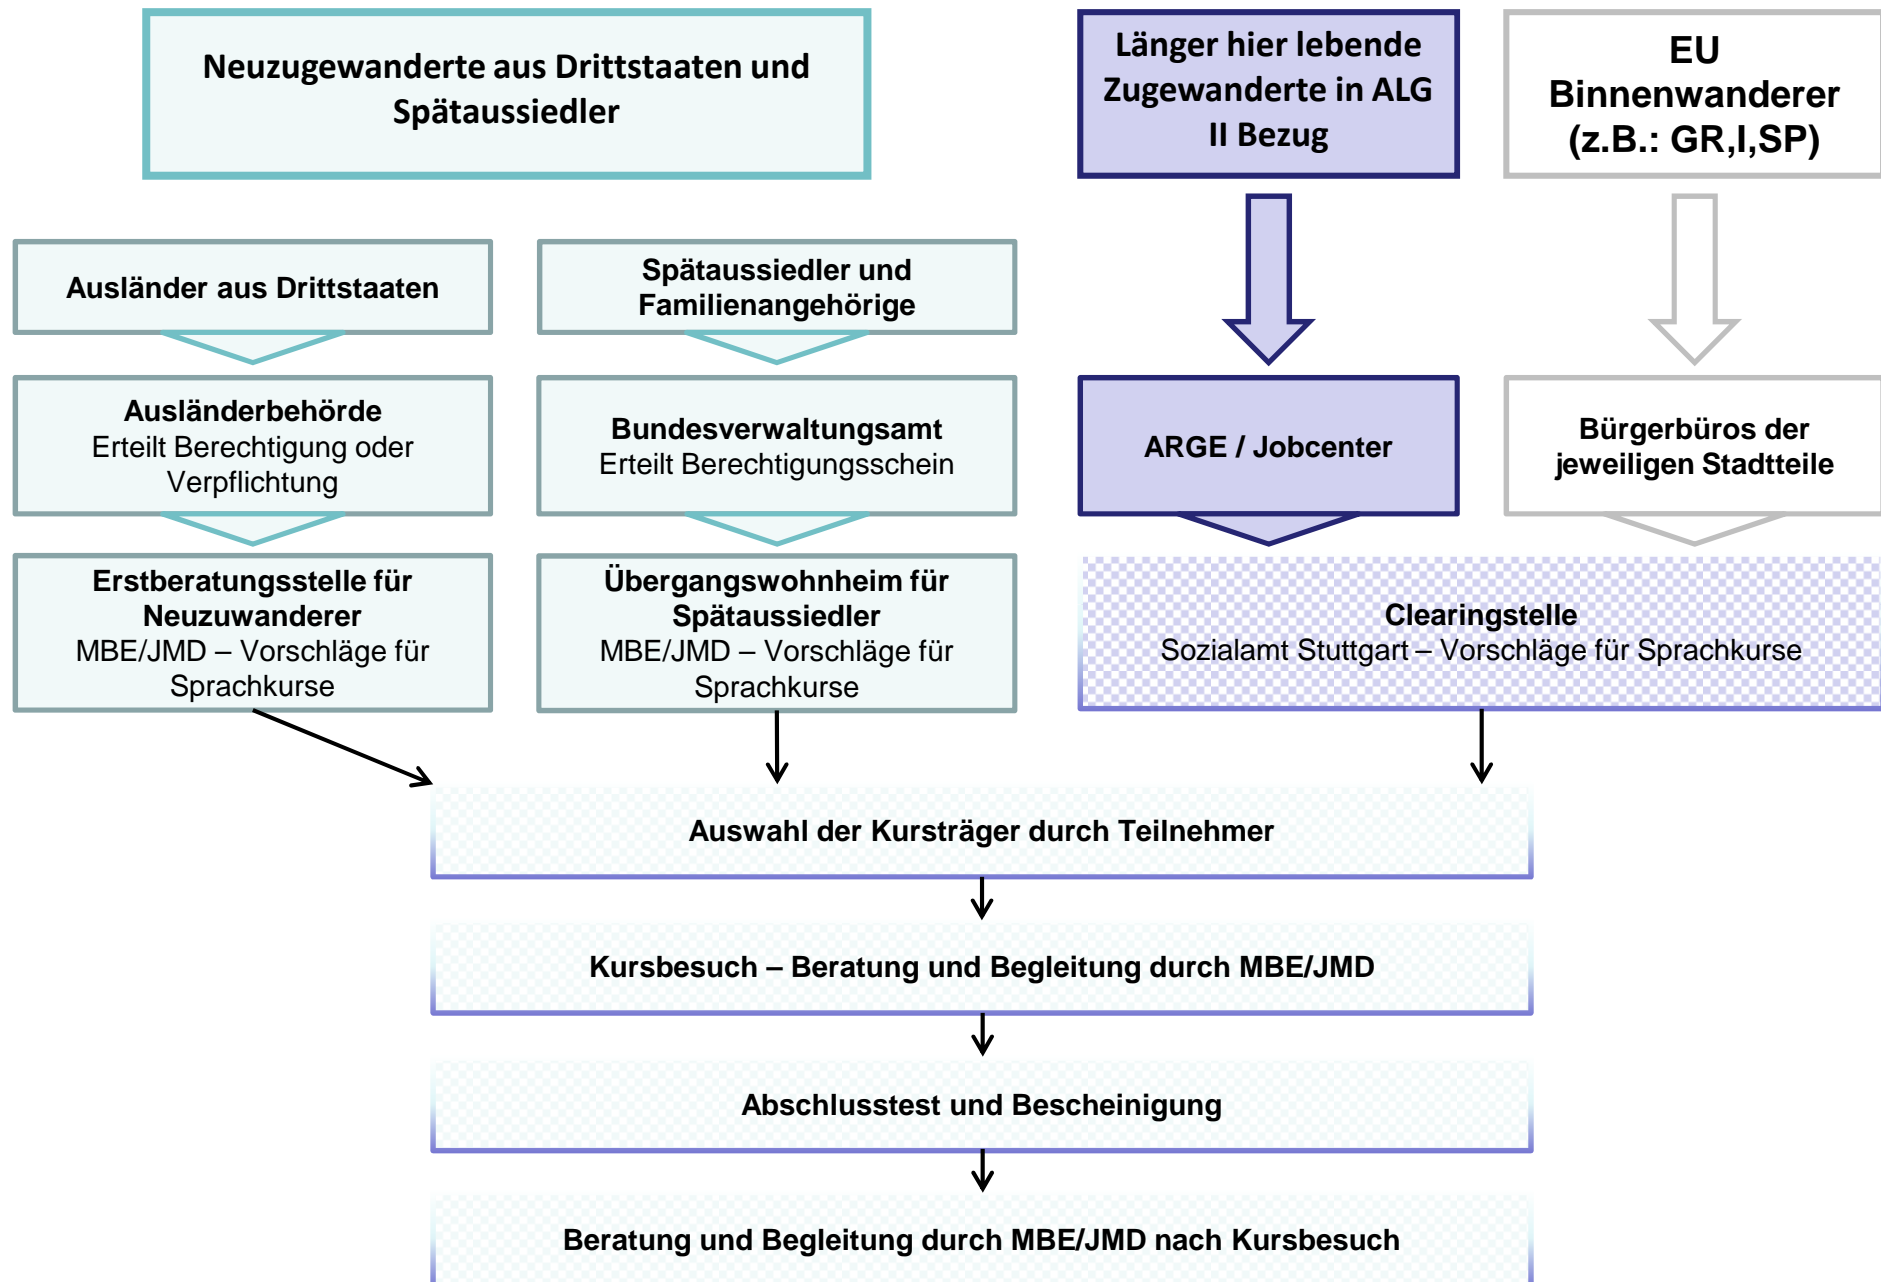 Neuzugewanderte aus Drittstaaten und
Spätaussiedler
Länger hier lebende
Zugewanderte in ALG
II Bezug
EU
Binnenwanderer
(z.B.: GR,I,SP)
Ausländer aus Drittstaaten
Spätaussiedler und
Familienangehörige
Ausländerbehörde
Erteilt Berechtigung oder
Verpflichtung
Bundesverwaltungsamt
Erteilt Berechtigungsschein
ARGE / Jobcenter
Bürgerbüros der
jeweiligen Stadtteile
Erstberatungsstelle für
Neuzuwanderer
MBE/JMD – Vorschläge für
Sprachkurse
Übergangswohnheim für
Spätaussiedler
MBE/JMD – Vorschläge für
Sprachkurse
Clearingstelle
Sozialamt Stuttgart – Vorschläge für Sprachkurse
Auswahl der Kursträger durch Teilnehmer
Kursbesuch – Beratung und Begleitung durch MBE/JMD
Abschlusstest und Bescheinigung
Beratung und Begleitung durch MBE/JMD nach Kursbesuch